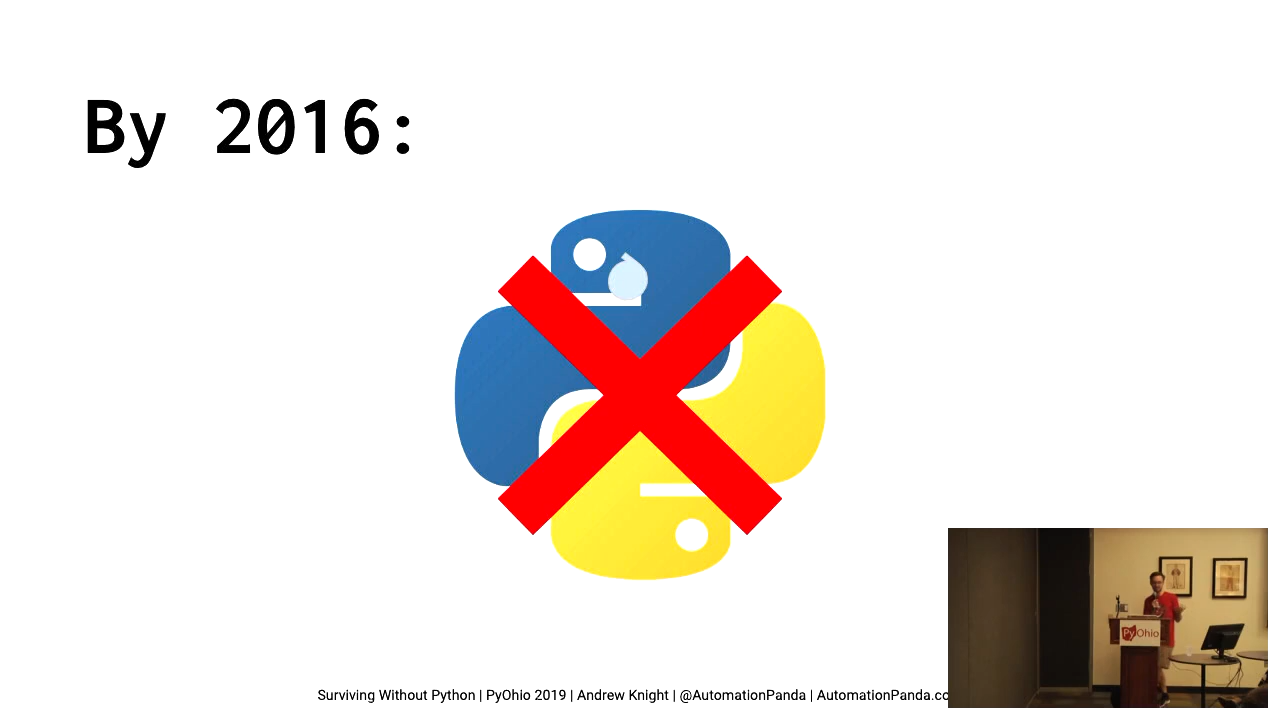 By 2016:
PyOhio
Surviving Without Python | PyOhio 2019 | Andrew Knight | @AutomationPanda | AutomationPanda.co